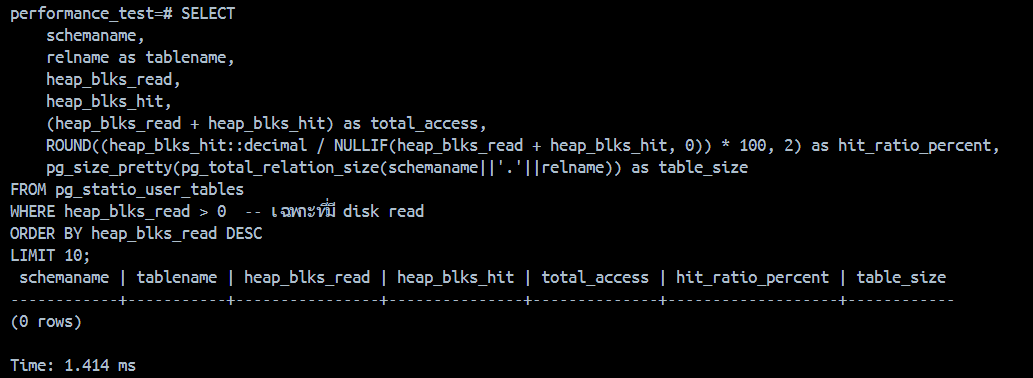 performance_test=# SELECT
    schemaname,
    relname as tablename,
    heap_blks_read,
    heap_blks_hit,
    (heap_blks_read + heap_blks_hit) as total_access,
    ROUND((heap_blks_hit::decimal / NULLIF(heap_blks_read + heap_blks_hit, 0)) * 100, 2) as hit_ratio_percent,
    pg_size_pretty(pg_total_relation_size(schemaname||'.'||relname)) as table_size
FROM pg_statio_user_tables
WHERE heap_blks_read > 0  -- เฉพาะที่มี disk read
ORDER BY heap_blks_read DESC
LIMIT 10;
 schemaname | tablename | heap_blks_read | heap_blks_hit | total_access | hit_ratio_percent | table_size
------------+-----------+----------------+---------------+--------------+-------------------+------------
(0 rows)

Time: 1.414 ms